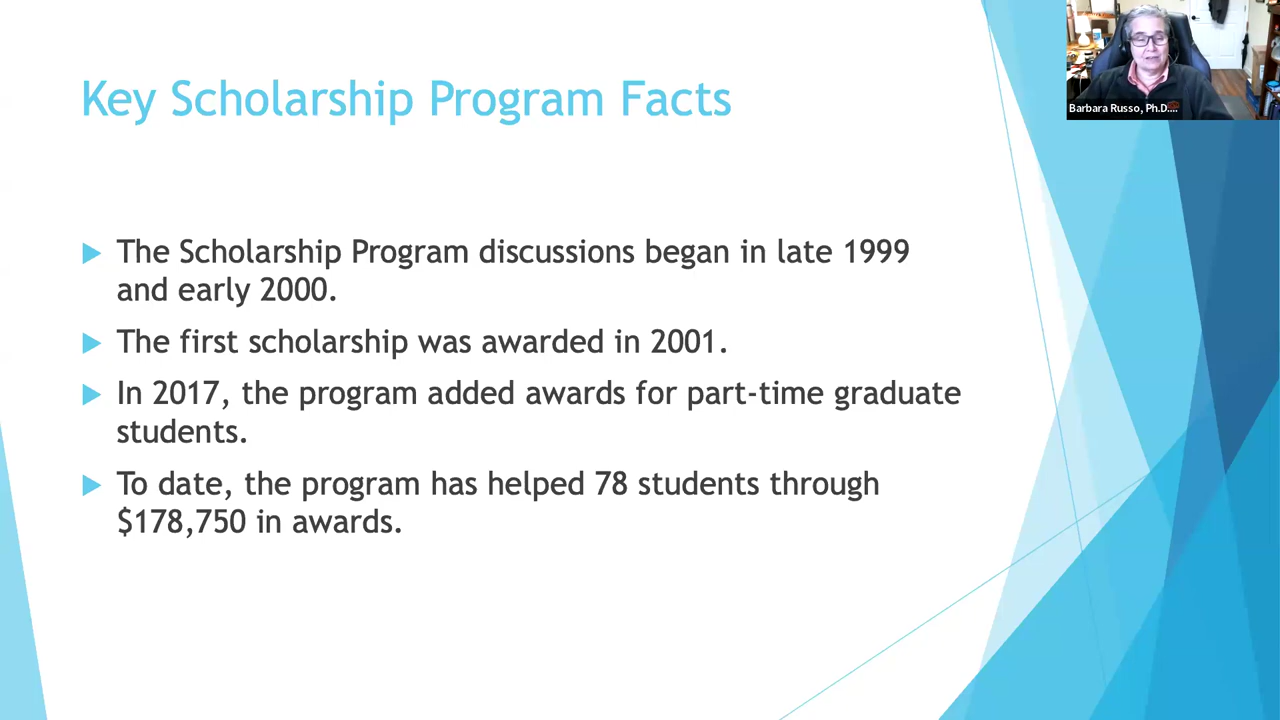 Key Scholarship Program Facts
Barbara Russo, Ph.D....
The Scholarship Program discussions began in late 1999
and early 2000.
The first scholarship was awarded in 2001.
In 2017, the program added awards for part-time graduate
students.
To date, the program has helped 78 students through
$178,750 in awards.